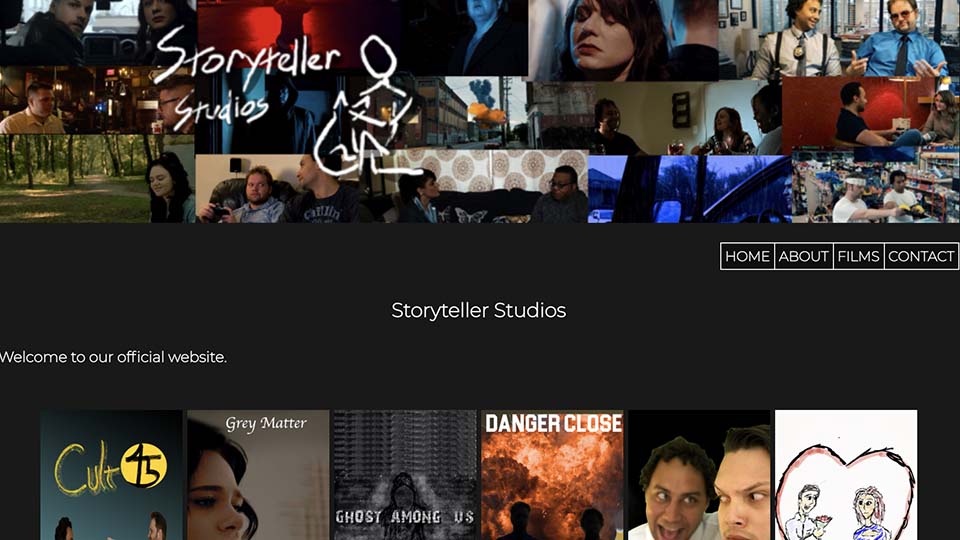 Storyteller
Studios
HOME ABOUT FILMS CONTACT
Storyteller Studios
Welcome to our official website.
Cult 45
Grey Matter
GHOST AMONG US
DANGER CLOSE